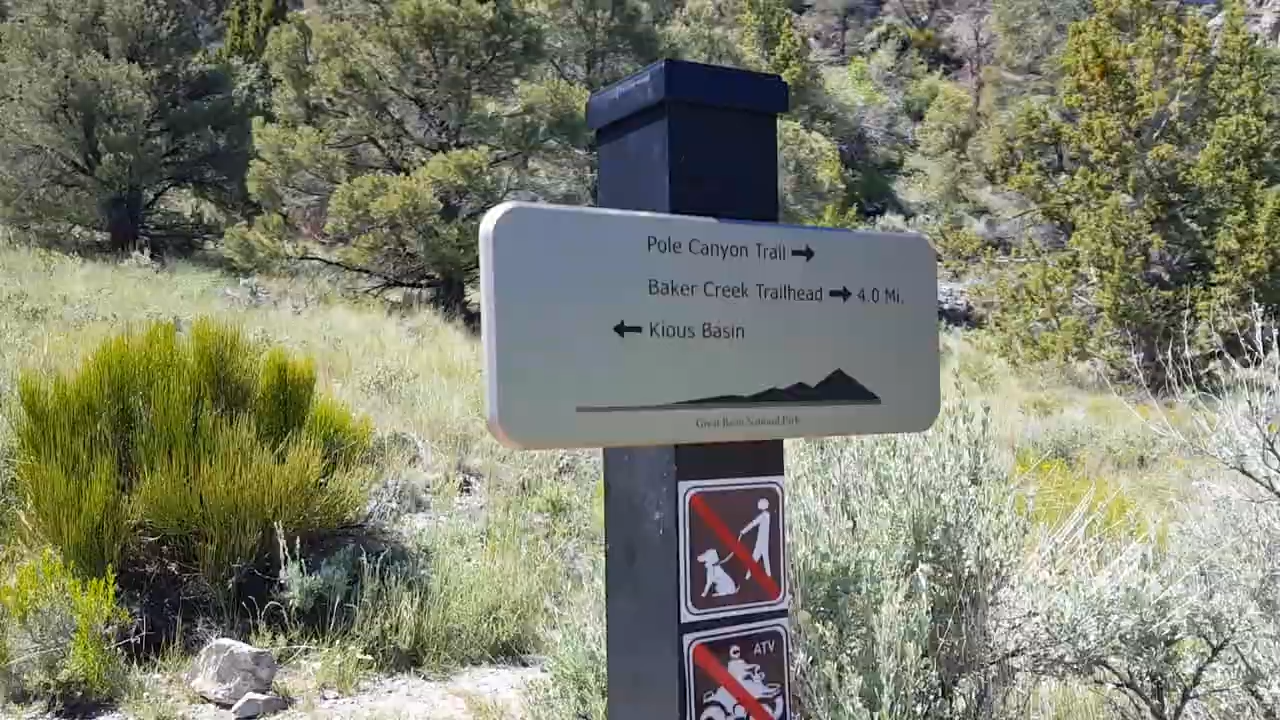 Pole Canyon Trail →
Baker Creek Trailhead → 4.0 Mi.
← Kious Basin
Great Basin National Park
ATV